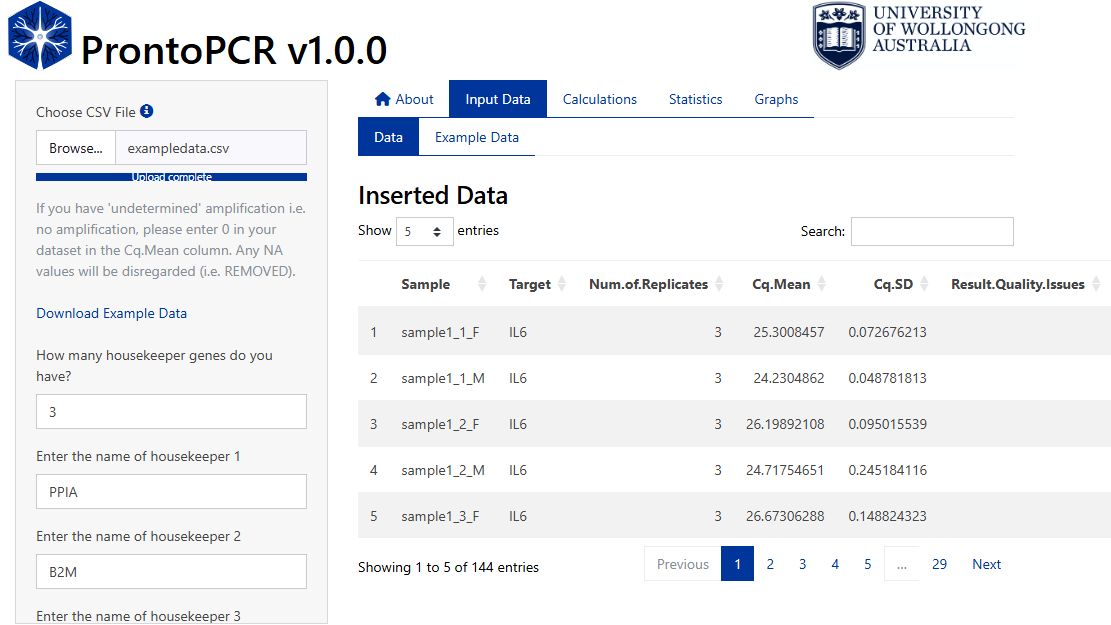 ProntoPCR v1.0.0
UNIVERSITY
OF WOLLONGONG
AUSTRALIA
Choose CSV File
Browse... exampledata.csv
Upload complete
If you have 'undetermined' amplification i.e.
no amplification, please enter 0 in your
dataset in the Cq.Mean column. Any NA
values will be disregarded (i.e. REMOVED).
Download Example Data
How many housekeeper genes do you
have?
3
Enter the name of housekeeper 1
PPIA
Enter the name of housekeeper 2
B2M
Enter the name of housekeeper 3
About Input Data Calculations Statistics Graphs
Data Example Data
Inserted Data
Show 5 entries Search:
Sample Target Num.of.Replicates Cq.Mean Cq.SD Result.Quality.Issues
1 sample1_1_F IL6 3 25.3008457 0.072676213
2 sample1_1_M IL6 3 24.2304862 0.048781813
3 sample1_2_F IL6 3 26.19892108 0.095015539
4 sample1_2_M IL6 3 24.71754651 0.245184116
5 sample1_3_F IL6 3 26.67306288 0.148824323
Showing 1 to 5 of 144 entries Previous 1 2 3 4 5 ... 29 Next